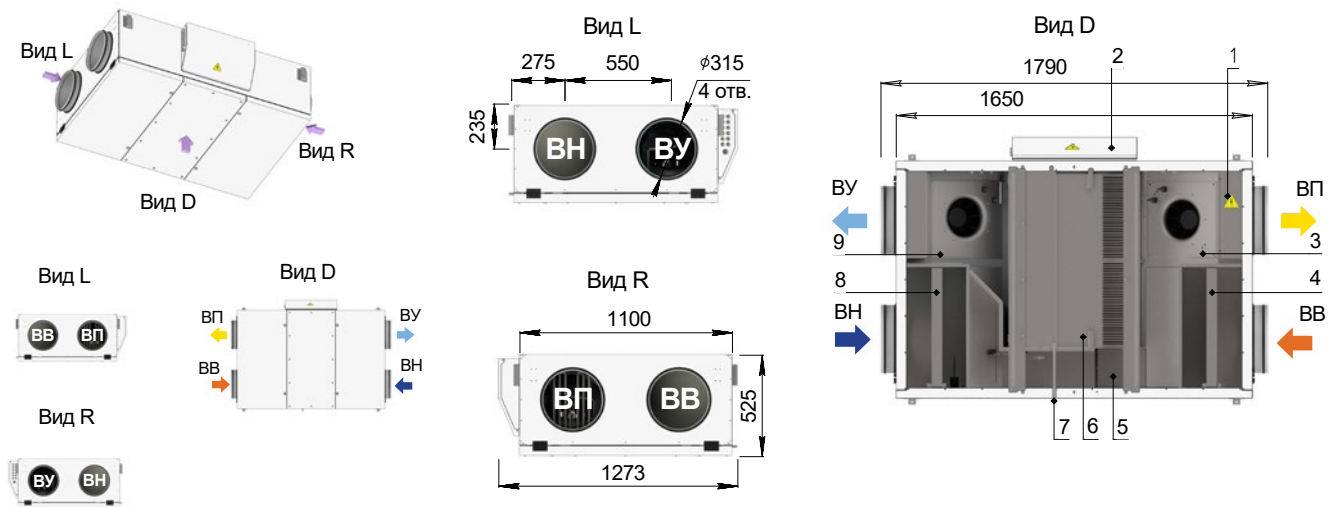 Вид L
Вид R
Вид D
Вид L
275
550
ϕ315
4 отв.
235
ВН
ВУ
Вид D
2
1
1790
1650
ВУ
ВП
9
3
8
4
ВН
ВВ
7
6
5
Вид L
ВВ
ВП
Вид D
ВП
ВУ
ВВ
ВН
Вид R
ВУ
ВН
Вид R
1100
ВП
ВВ
525
1273